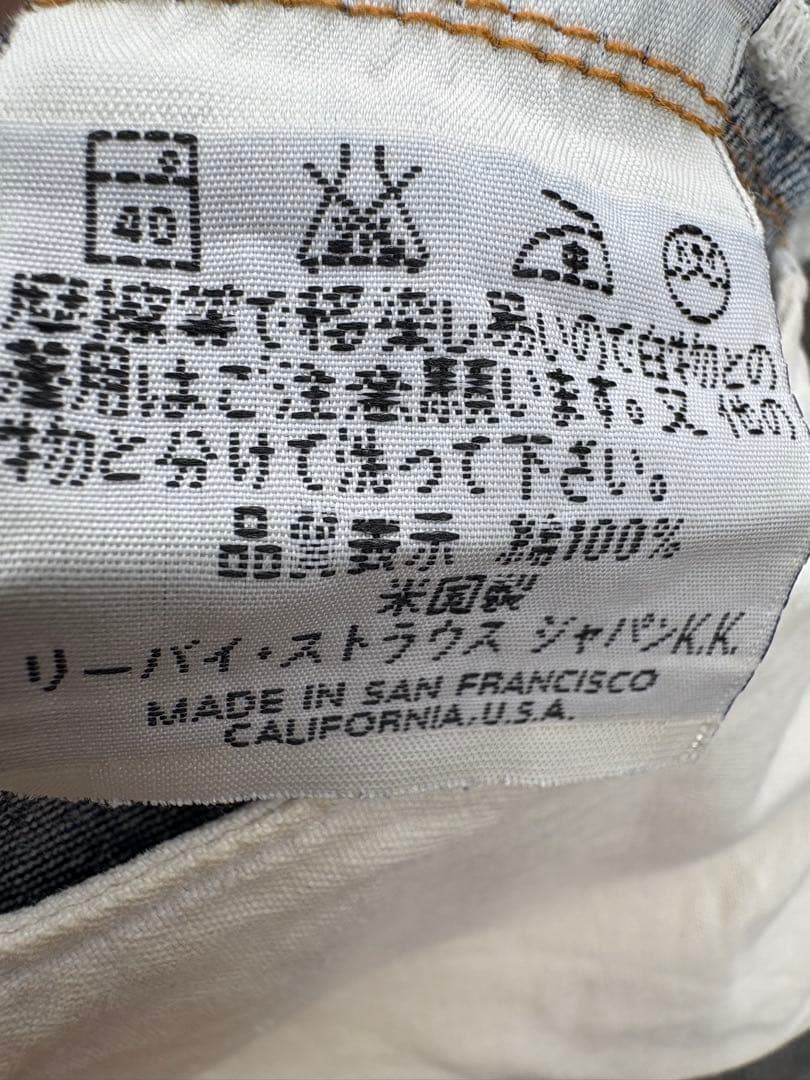 40
摩擦等で移染し易いので白物との
着用はご注意願います。又 他の
物と分けて洗って下さい。
品質表示 綿100%
米国製
リーバイ・ストラウス ジャパンK.K.
MADE IN SAN FRANCISCO
CALIFORNIA, U.S.A.